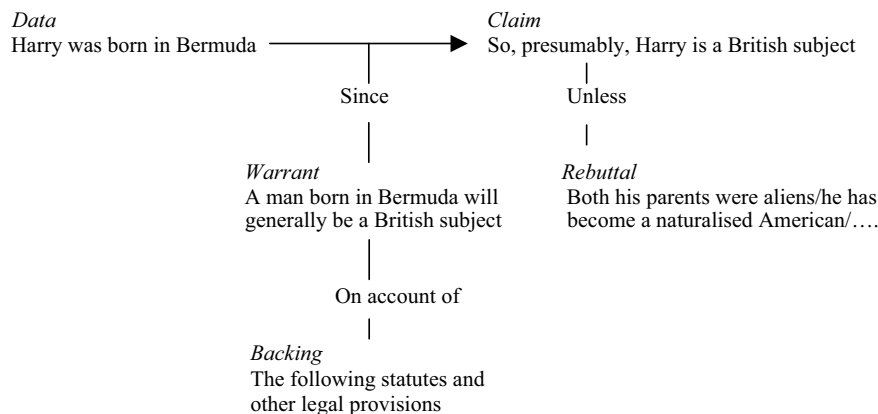 Data
Harry was born in Bermuda
Claim
So, presumably, Harry is a British subject
Since
Unless
Warrant
A man born in Bermuda will
generally be a British subject
Rebuttal
Both his parents were aliens/he has
become a naturalised American/….
On account of
Backing
The following statutes and
other legal provisions